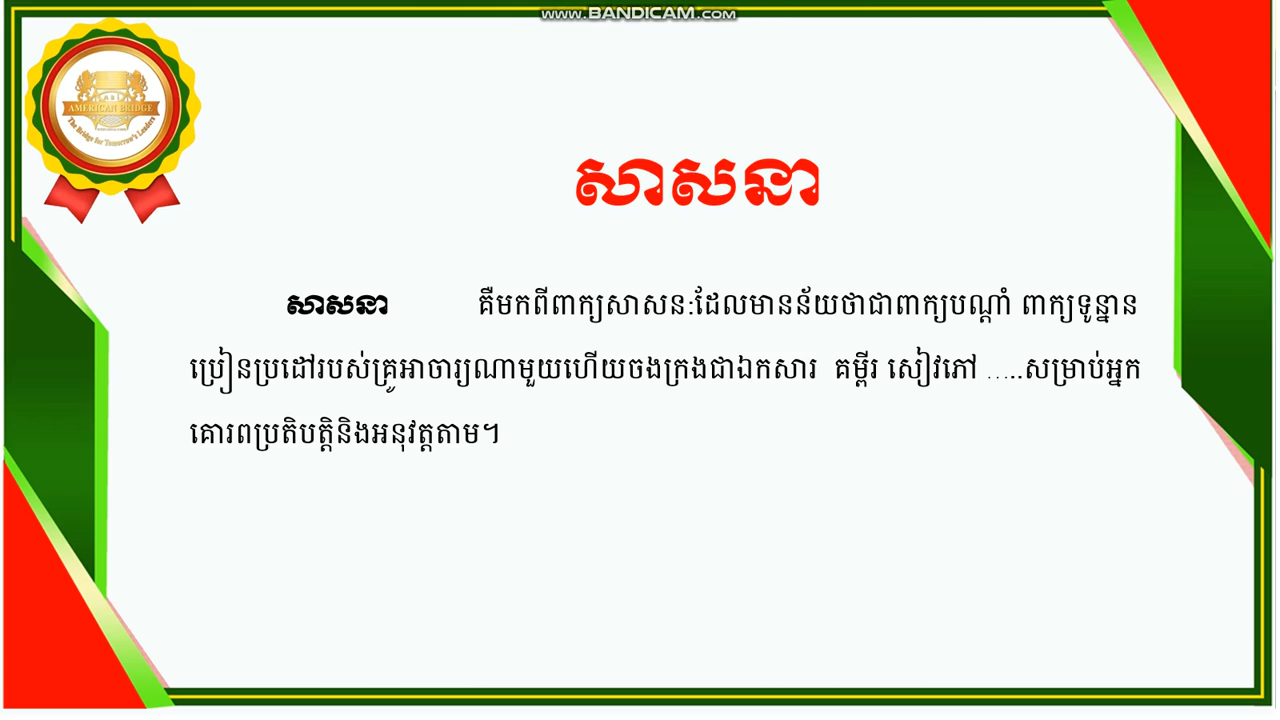 www.BANDICAM.com
AMERICAN BRIDGE
The Bridge for Tomorrow's Leaders
សាសនា
សាសនា គឺមកពីពាក្យសាសន:ដែលមានន័យថាជាពាក្យបណ្តាំ ពាក្យទូន្មាន
ប្រៀនប្រដៅរបស់គ្រូអាចារ្យណាមួយហើយចងក្រងជាឯកសារ គម្ពីរ សៀវភៅ …..សម្រាប់អ្នក
គោរពប្រតិបត្តិនិងអនុវត្តតាម។